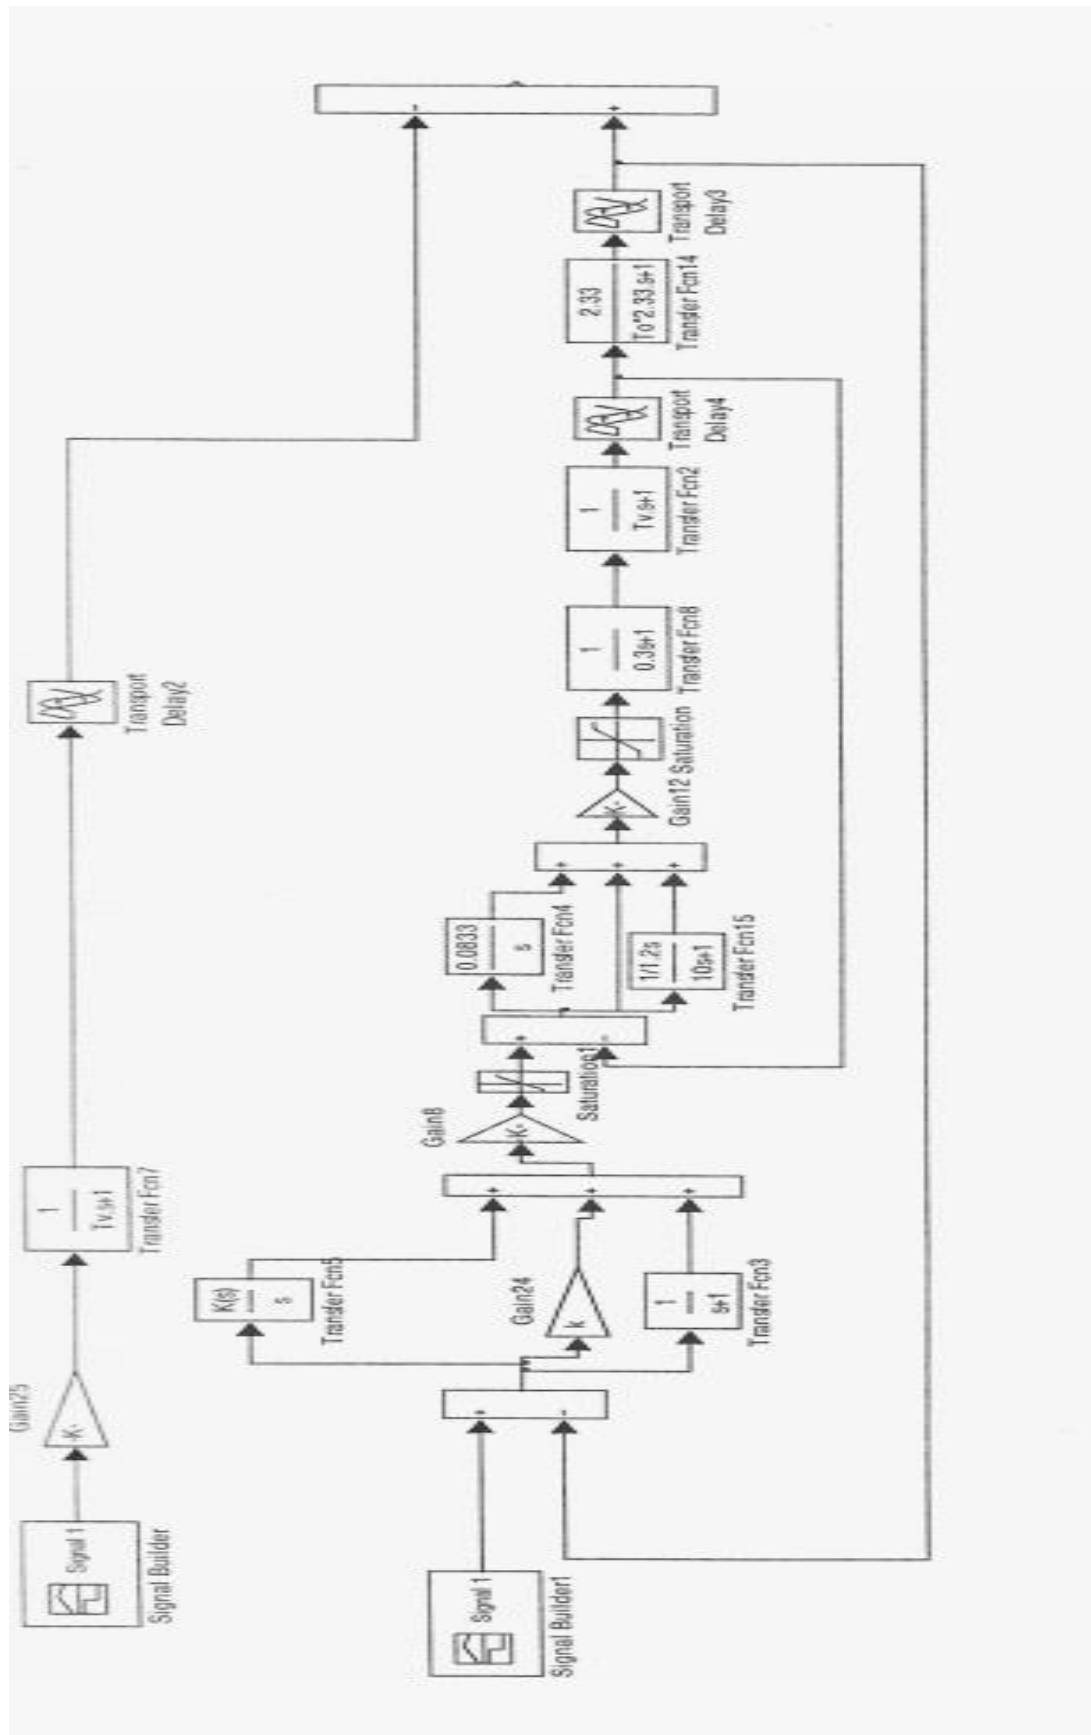 Signal 1
Signal Builder
Gain25
-K-
1
Tv.s+1
Transfer Fcn7
Transport
Delay2
Signal 1
Signal Builder1
+
-
K(s)
s
Transfer Fcn5
Gain24
k
1
s+1
Transfer Fcn3
+
+
+
Gain8
-K-
Saturation1
+
-
0.0833
s
Transfer Fcn4
1/1.2s
10s+1
Transfer Fcn15
+
+
+
-K-
Gain12
Saturation
1
0.3s+1
Transfer Fcn8
1
Tv.s+1
Transfer Fcn2
Transport
Delay4
2.33
To*2.33.s+1
Transfer Fcn14
Transport
Delay3
-
+